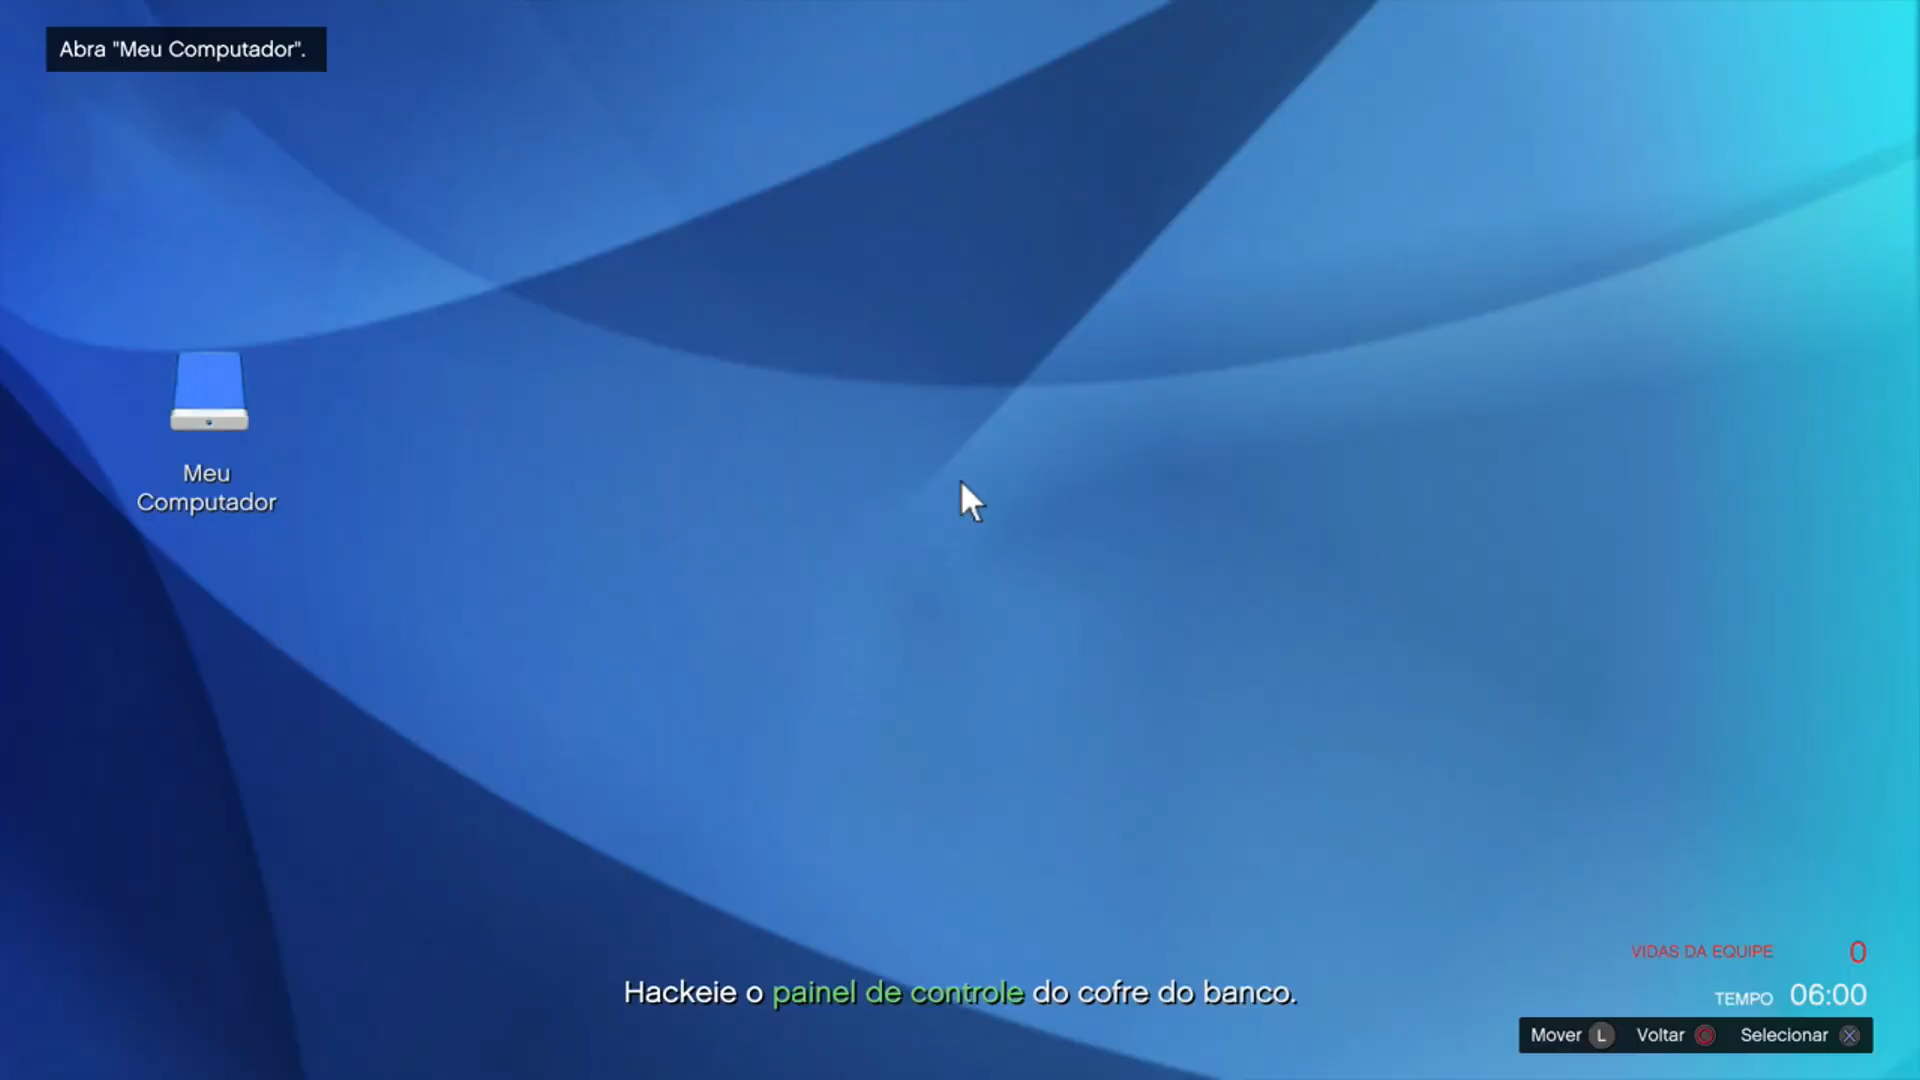 Abra "Meu Computador".
Meu
Computador
Hackeie o painel de controle do cofre do banco.
VIDAS DA EQUIPE 0
TEMPO 06:00
Mover L Voltar Selecionar